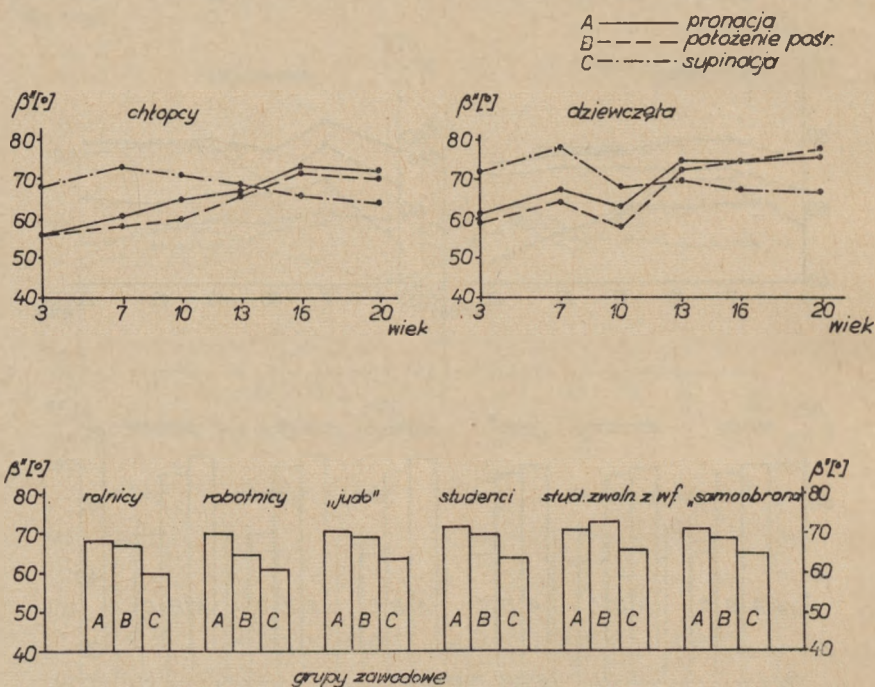 A pronacja
B położenie pośr.
C supinacja
β"[°] chłopcy
80
70
60
50
40
3 7 10 13 16 20
wiek
β"[°] dziewczęta
80
70
60
50
40
3 7 10 13 16 20
wiek
β"[°] β"[°]
80 rolnicy robotnicy „judo" studenci stud. zwoln. z wf „samoobrona" 80
70 70
60 60
50 A B C A B C A B C A B C A B C A B C 50
40 40
grupy zawodowe